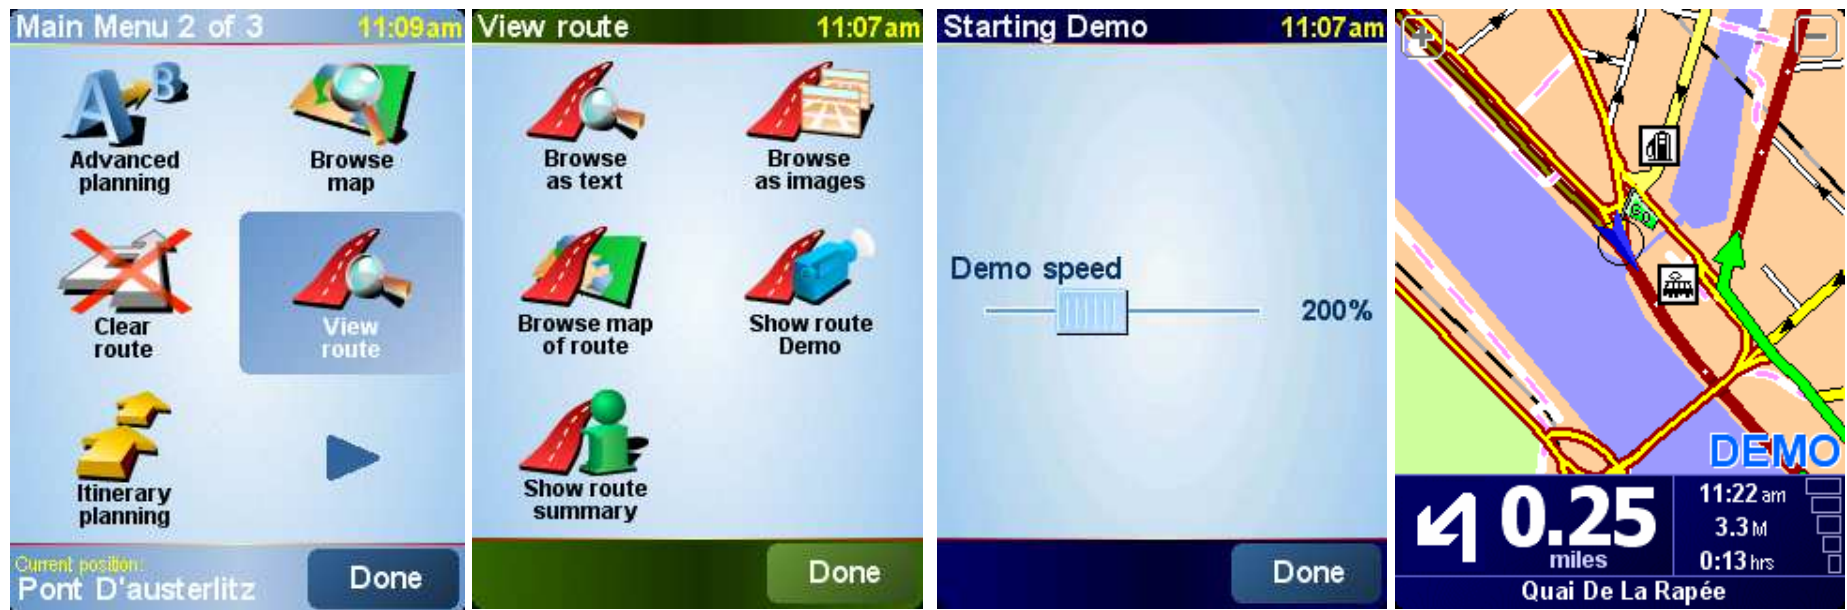 Main Menu 2 of 3 11:09am
Advanced planning
Browse map
Clear route
View route
Itinerary planning
Current position:
Pont D'austerlitz
Done
View route 11:07am
Browse as text
Browse as images
Browse map of route
Show route Demo
Show route summary
Done
Starting Demo 11:07am
Demo speed
200%
Done
+
−
GO
DEMO
0.25
miles
11:22 am
3.3 M
0:13 hrs
Quai De La Rapée